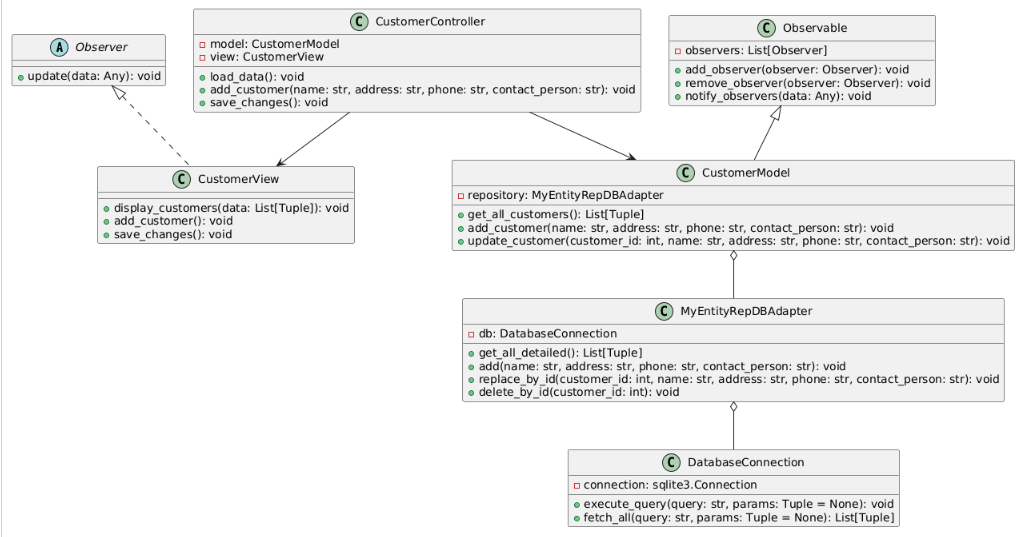 A Observer
update(data: Any): void
C CustomerController
model: CustomerModel
view: CustomerView
load_data(): void
add_customer(name: str, address: str, phone: str, contact_person: str): void
save_changes(): void
C Observable
observers: List[Observer]
add_observer(observer: Observer): void
remove_observer(observer: Observer): void
notify_observers(data: Any): void
C CustomerView
display_customers(data: List[Tuple]): void
add_customer(): void
save_changes(): void
C CustomerModel
repository: MyEntityRepDBAdapter
get_all_customers(): List[Tuple]
add_customer(name: str, address: str, phone: str, contact_person: str): void
update_customer(customer_id: int, name: str, address: str, phone: str, contact_person: str): void
C MyEntityRepDBAdapter
db: DatabaseConnection
get_all_detailed(): List[Tuple]
add(name: str, address: str, phone: str, contact_person: str): void
replace_by_id(customer_id: int, name: str, address: str, phone: str, contact_person: str): void
delete_by_id(customer_id: int): void
C DatabaseConnection
connection: sqlite3.Connection
execute_query(query: str, params: Tuple = None): void
fetch_all(query: str, params: Tuple = None): List[Tuple]